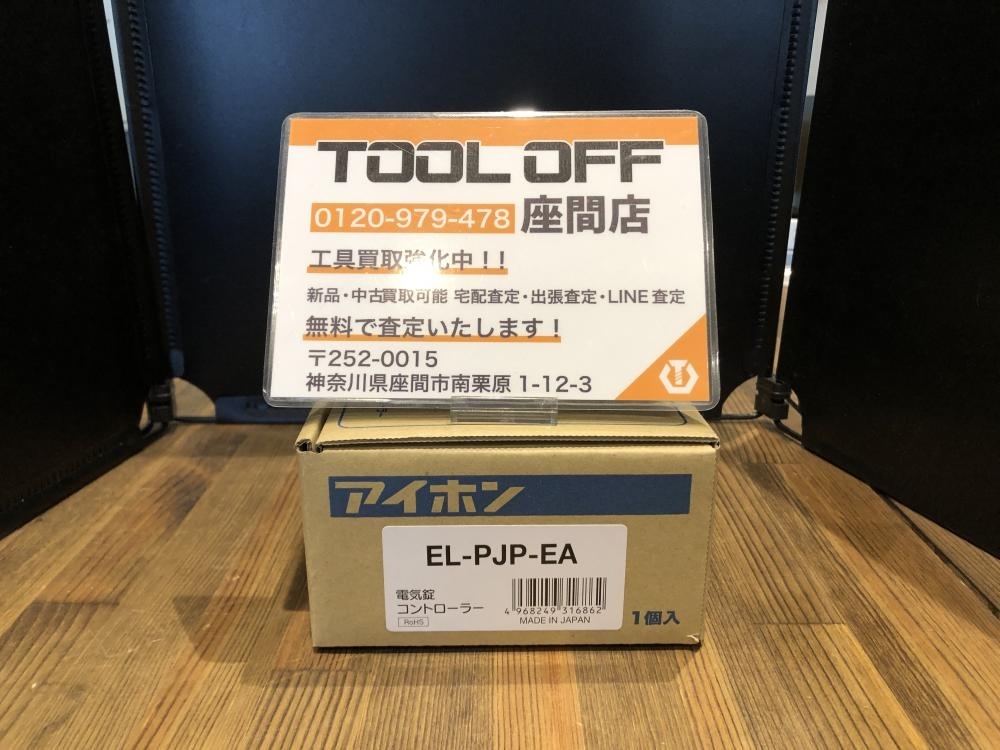 TOOL OFF
0120-979-478 座間店
工具買取強化中!!
新品・中古買取可能 宅配査定・出張査定・LINE査定
無料で査定いたします!
〒252-0015
神奈川県座間市南栗原 1-12-3
アイホン
EL-PJP-EA
電気錠
コントローラー
RoHS
4968249316862
MADE IN JAPAN
1個入